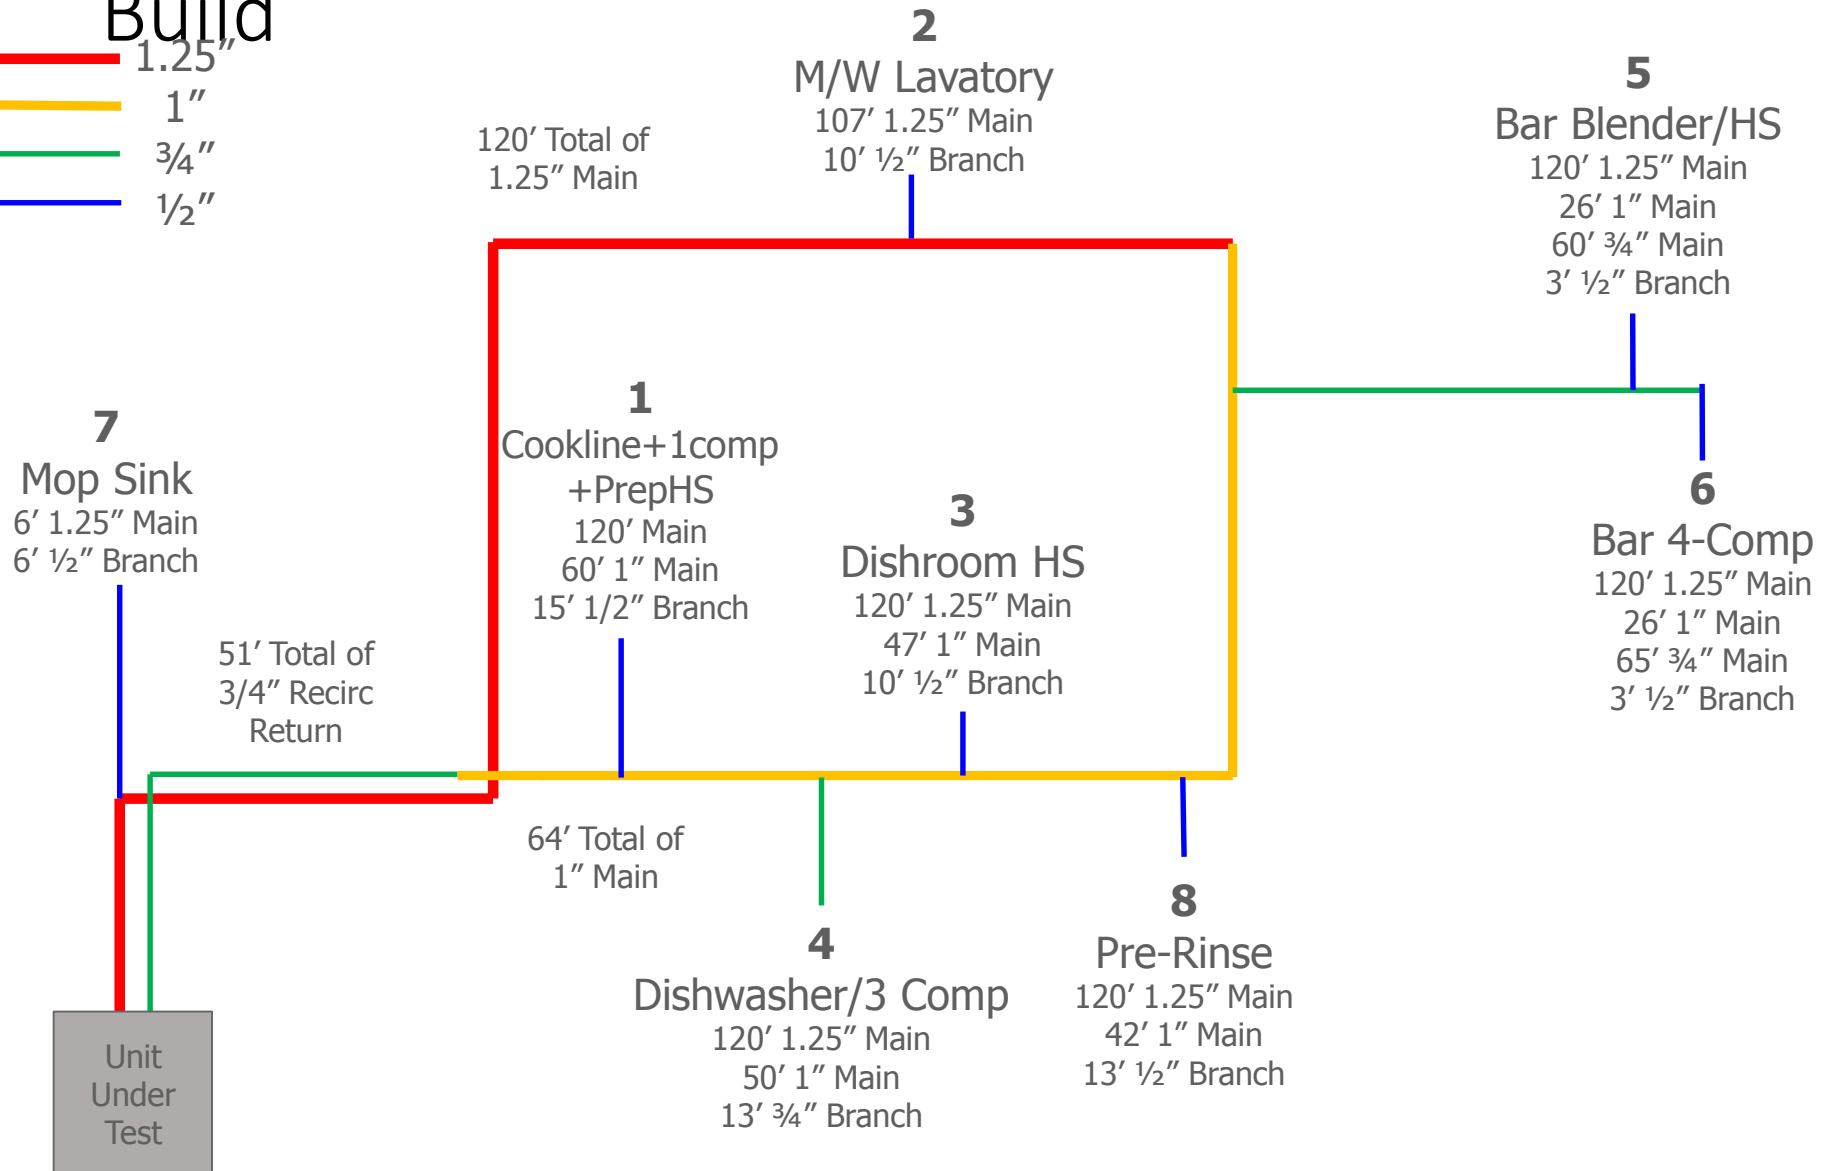 Build
1.25”
1”
¾”
½”
120’ Total of
1.25” Main
2
M/W Lavatory
107’ 1.25” Main
10’ ½” Branch
5
Bar Blender/HS
120’ 1.25” Main
26’ 1” Main
60’ ¾” Main
3’ ½” Branch
7
Mop Sink
6’ 1.25” Main
6’ ½” Branch
1
Cookline+1comp
+PrepHS
120’ Main
60’ 1” Main
15’ 1/2” Branch
3
Dishroom HS
120’ 1.25” Main
47’ 1” Main
10’ ½” Branch
6
Bar 4-Comp
120’ 1.25” Main
26’ 1” Main
65’ ¾” Main
3’ ½” Branch
51’ Total of
3/4” Recirc
Return
64’ Total of
1” Main
4
Dishwasher/3 Comp
120’ 1.25” Main
50’ 1” Main
13’ ¾” Branch
8
Pre-Rinse
120’ 1.25” Main
42’ 1” Main
13’ ½” Branch
Unit
Under
Test